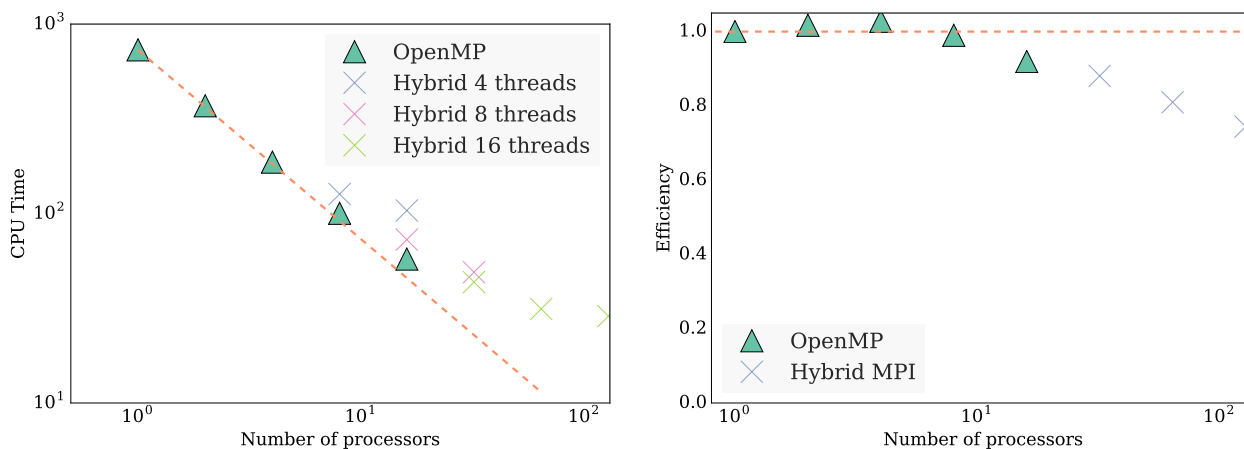 10³
10²
10¹
CPU Time
OpenMP
Hybrid 4 threads
Hybrid 8 threads
Hybrid 16 threads
10⁰
10¹
10²
Number of processors
1.0
0.8
0.6
0.4
0.2
0.0
Efficiency
OpenMP
Hybrid MPI
10⁰
10¹
10²
Number of processors